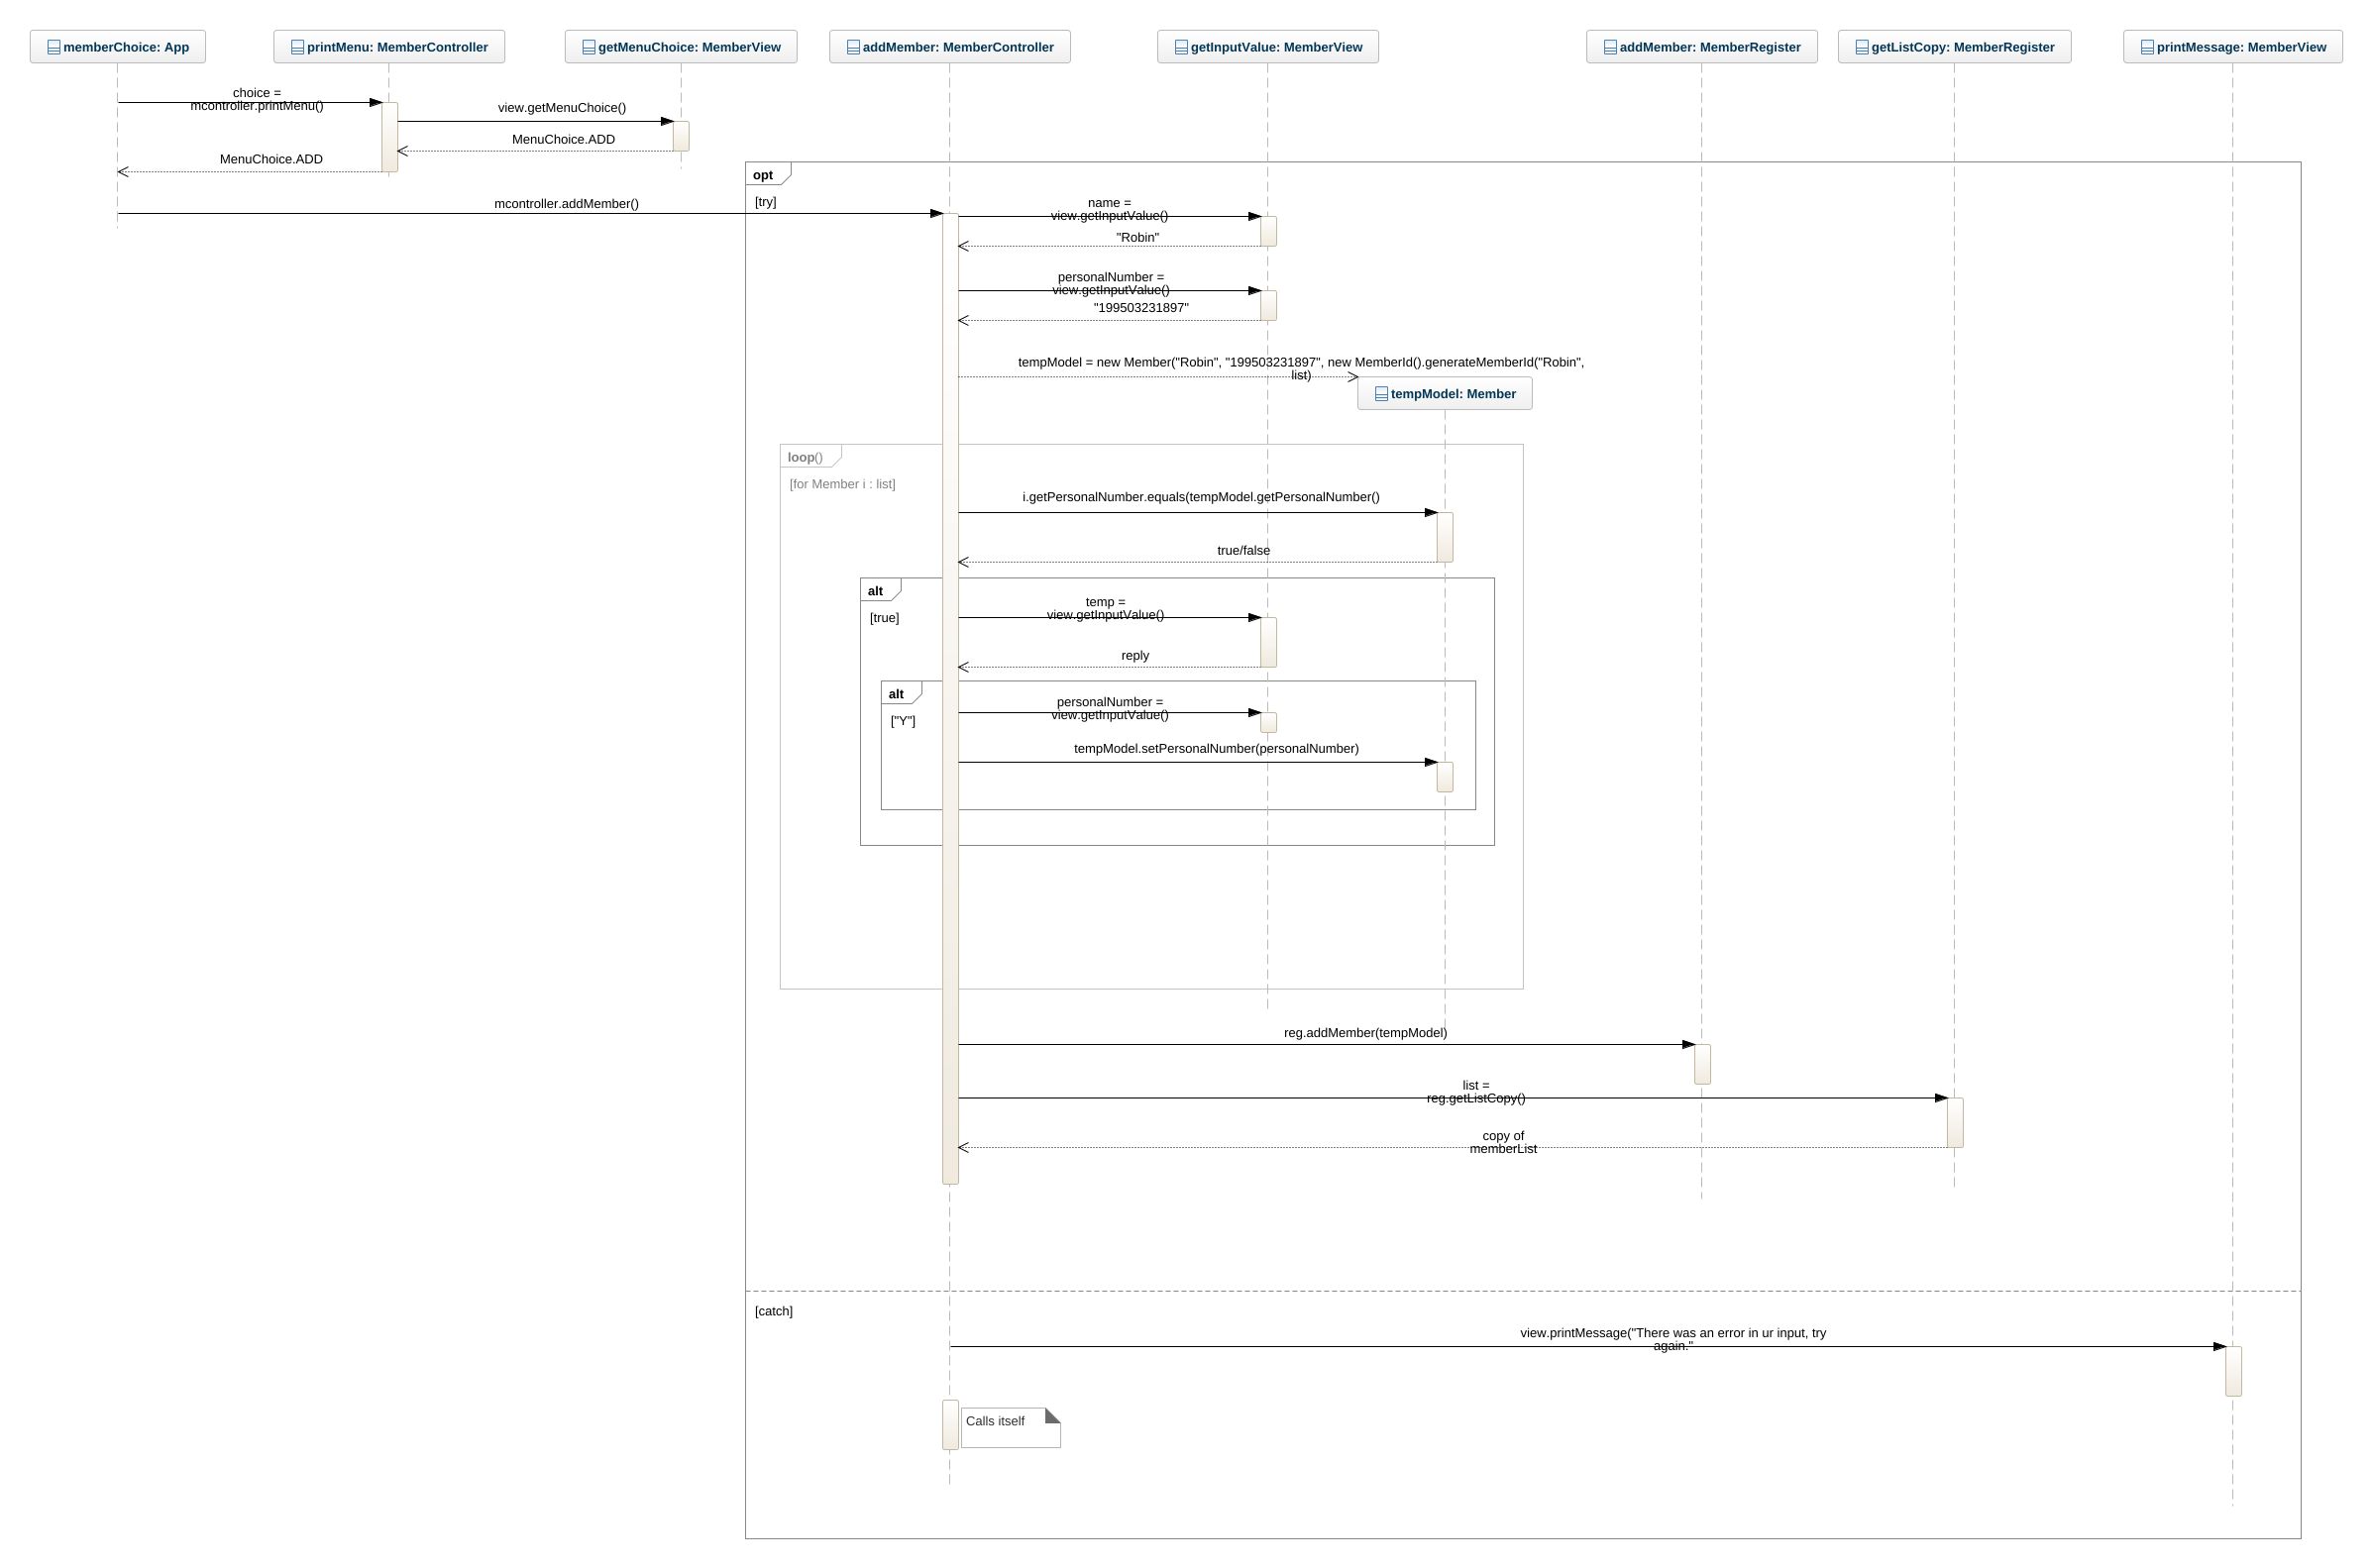 memberChoice: App
printMenu: MemberController
getMenuChoice: MemberView
addMember: MemberController
getInputValue: MemberView
addMember: MemberRegister
getListCopy: MemberRegister
printMessage: MemberView
choice =
mcontroller.printMenu()
view.getMenuChoice()
MenuChoice.ADD
MenuChoice.ADD
opt
[try]
mcontroller.addMember()
name =
view.getInputValue()
"Robin"
personalNumber =
view.getInputValue()
"199503231897"
tempModel = new Member("Robin", "199503231897", new MemberId().generateMemberId("Robin",
list)
tempModel: Member
loop()
[for Member i : list]
i.getPersonalNumber.equals(tempModel.getPersonalNumber()
true/false
alt
[true]
temp =
view.getInputValue()
reply
alt
["Y"]
personalNumber =
view.getInputValue()
tempModel.setPersonalNumber(personalNumber)
reg.addMember(tempModel)
list =
reg.getListCopy()
copy of
memberList
[catch]
view.printMessage("There was an error in ur input, try
again."
Calls itself